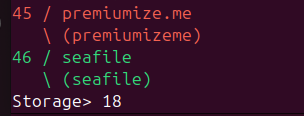 45 / premiumize.me
\ (premiumizeme)
46 / seafile
\ (seafile)
Storage> 18